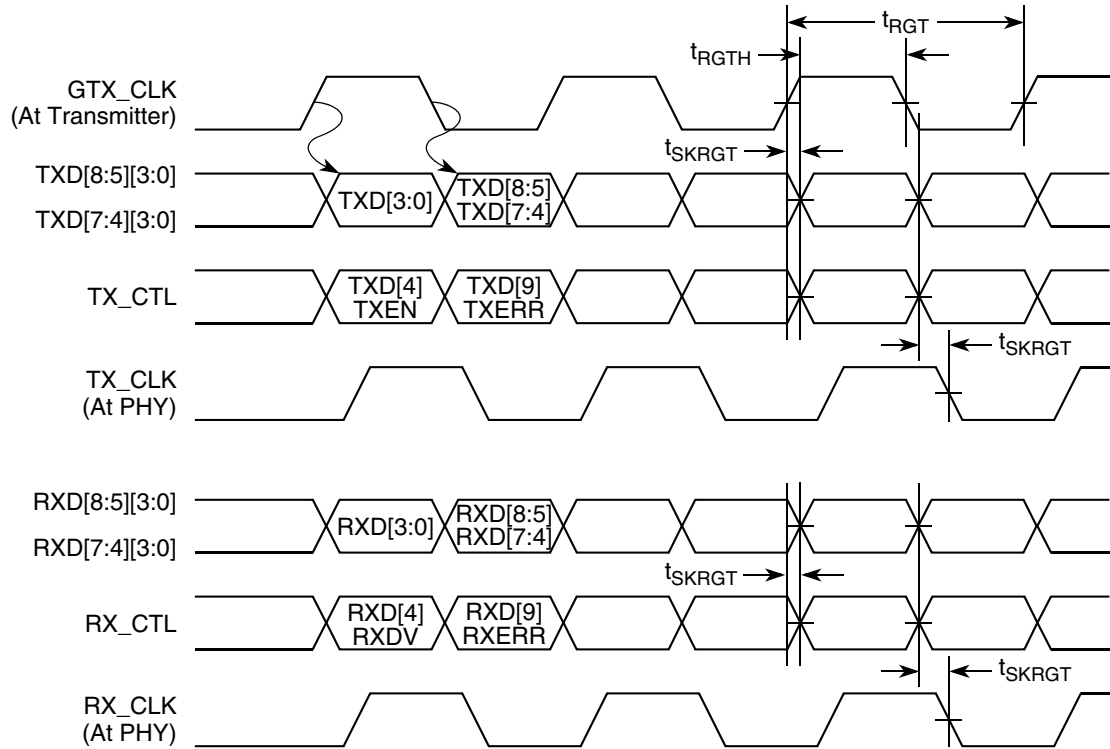 tRGT
tRGTH
GTX_CLK
(At Transmitter)
tSKRGT
TXD[8:5][3:0]
TXD[7:4][3:0]
TXD[3:0]
TXD[8:5]
TXD[7:4]
TX_CTL
TXD[4]
TXEN
TXD[9]
TXERR
tSKRGT
TX_CLK
(At PHY)
RXD[8:5][3:0]
RXD[7:4][3:0]
RXD[3:0]
RXD[8:5]
RXD[7:4]
tSKRGT
RX_CTL
RXD[4]
RXDV
RXD[9]
RXERR
tSKRGT
RX_CLK
(At PHY)